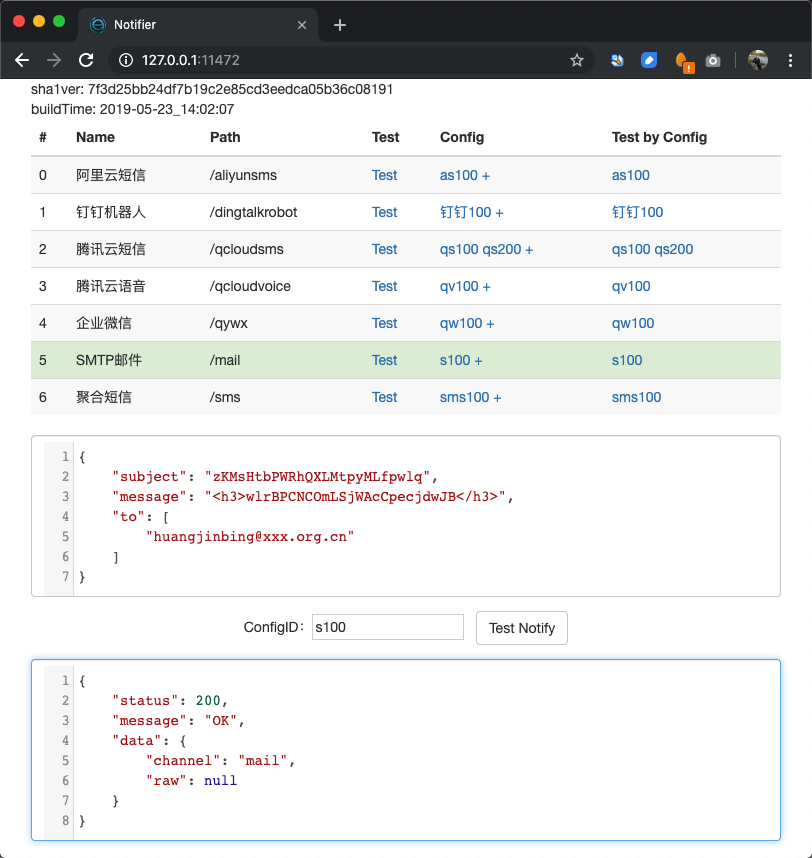 Notifier
127.0.0.1:11472
sha1ver: 7f3d25bb24df7b19c2e85cd3eedca05b36c08191
buildTime: 2019-05-23_14:02:07
# Name Path Test Config Test by Config
0 阿里云短信 /aliyunsms Test as100 + as100
1 钉钉机器人 /dingtalkrobot Test 钉钉100 + 钉钉100
2 腾讯云短信 /qcloudsms Test qs100 qs200 + qs100 qs200
3 腾讯云语音 /qcloudvoice Test qv100 + qv100
4 企业微信 /qywx Test qw100 + qw100
5 SMTP邮件 /mail Test s100 + s100
6 聚合短信 /sms Test sms100 + sms100
1 {
2 "subject": "zKMsHtbPWRhQXLMtpyMLfpwlq",
3 "message": "<h3>wlrBPCNCOmLSjWAcCpecjdwJB</h3>",
4 "to": [
5 "huangjinbing@xxx.org.cn"
6 ]
7 }
ConfigID： s100 Test Notify
1 {
2 "status": 200,
3 "message": "OK",
4 "data": {
5 "channel": "mail",
6 "raw": null
7 }
8 }